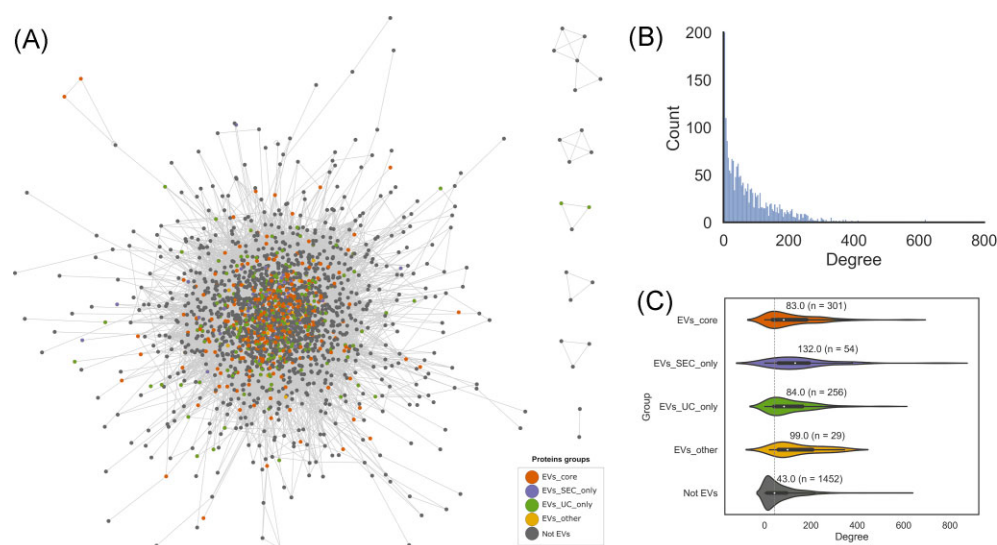 (A)
Proteins groups
EVs_core
EVs_SEC_only
EVs_UC_only
EVs_other
Not EVs
(B)
200
150
100
50
0
Count
0 200 400 600 800
Degree
(C)
83.0 (n = 301)
EVs_core
132.0 (n = 54)
EVs_SEC_only
84.0 (n = 256)
EVs_UC_only
99.0 (n = 29)
EVs_other
43.0 (n = 1452)
Not EVs
Group
0 200 400 600 800
Degree